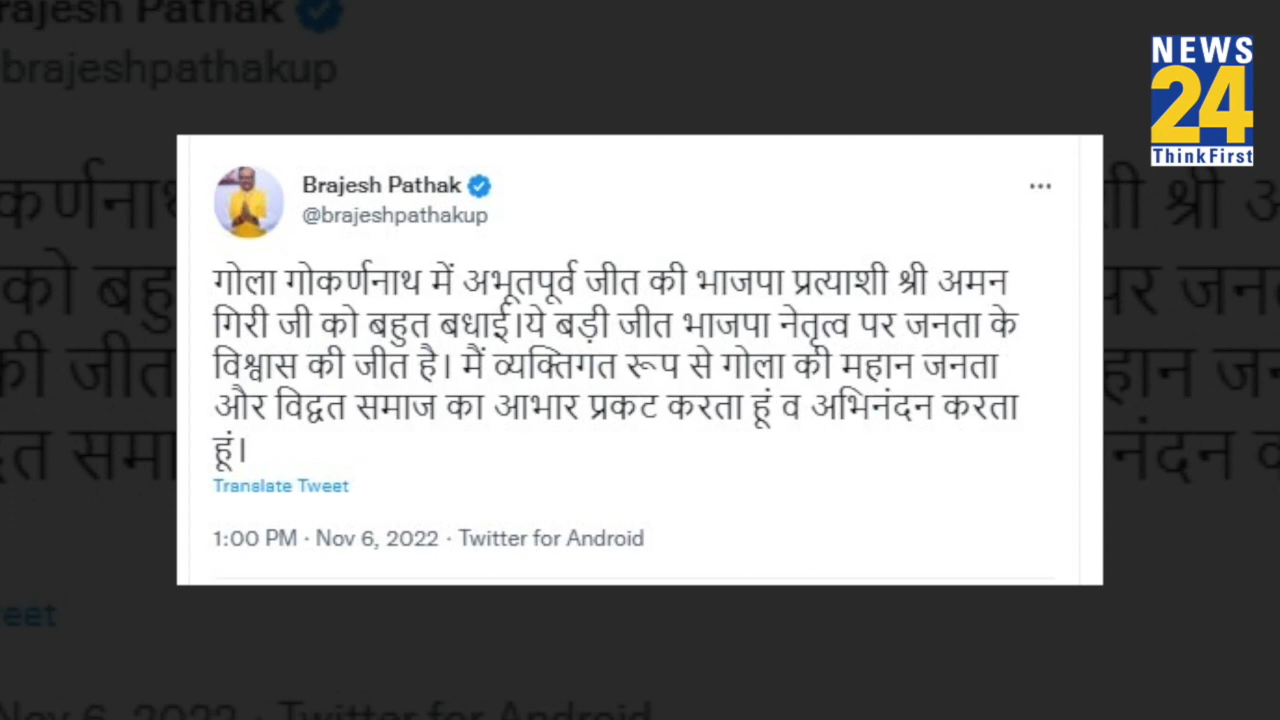 rajesh Pathak
brajeshpathakup
NEWS
24
ThinkFirst
Brajesh Pathak
@brajeshpathakup
गोला गोकर्णनाथ में अभूतपूर्व जीत की भाजपा प्रत्याशी श्री अमन
गिरी जी को बहुत बधाई।ये बड़ी जीत भाजपा नेतृत्व पर जनता के
विश्वास की जीत है। मैं व्यक्तिगत रूप से गोला की महान जनता
और विद्वत समाज का आभार प्रकट करता हूं व अभिनंदन करता
हूं।
Translate Tweet
1:00 PM · Nov 6, 2022 · Twitter for Android